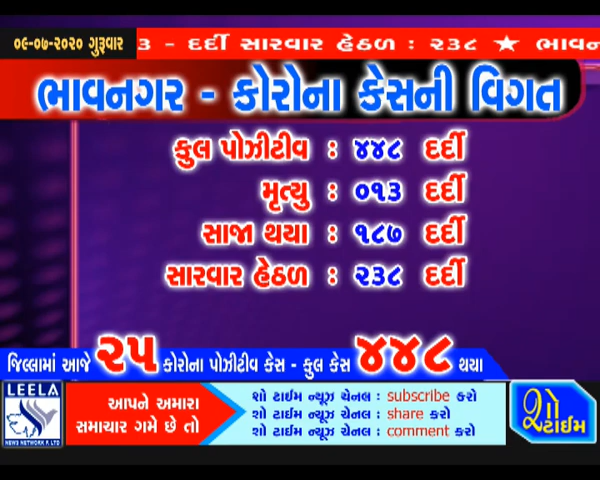 ૦૯-૦૭-૨૦૨૦ ગુરૂવાર
૩ - દર્દી સારવાર હેઠળ : ૨૩૮ ★ ભાવન
ભાવનગર - કોરોના કેસની વિગત
કુલ પોઝીટીવ : ૪૪૮ દર્દી
મૃત્યુ : ૦૧૩ દર્દી
સાજા થયા : ૧૮૭ દર્દી
સારવાર હેઠળ : ૨૩૮ દર્દી
જિલ્લામાં આજે ૨૫ કોરોના પોઝીટીવ કેસ - કુલ કેસ ૪૪૮ થયા
LEELA
NEWS NETWORK P. LTD
આપને અમારા
સમાચાર ગમે છે તો
શો ટાઈમ ન્યૂઝ ચેનલ : subscribe કરો
શો ટાઈમ ન્યૂઝ ચેનલ : share કરો
શો ટાઈમ ન્યૂઝ ચેનલ : comment કરો
શો
ટાઈમ